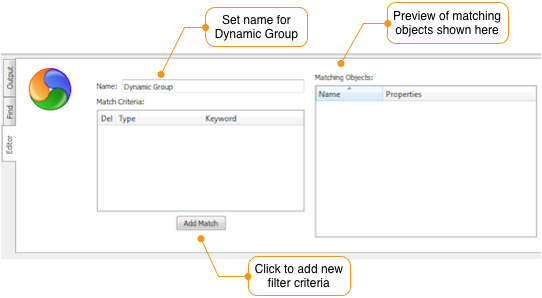 Set name for
Dynamic Group
Preview of matching
objects shown here
Output
Find
Editor
Name: Dynamic Group
Match Criteria:
Del Type Keyword
Add Match
Matching Objects:
Name Properties
Click to add new
filter criteria